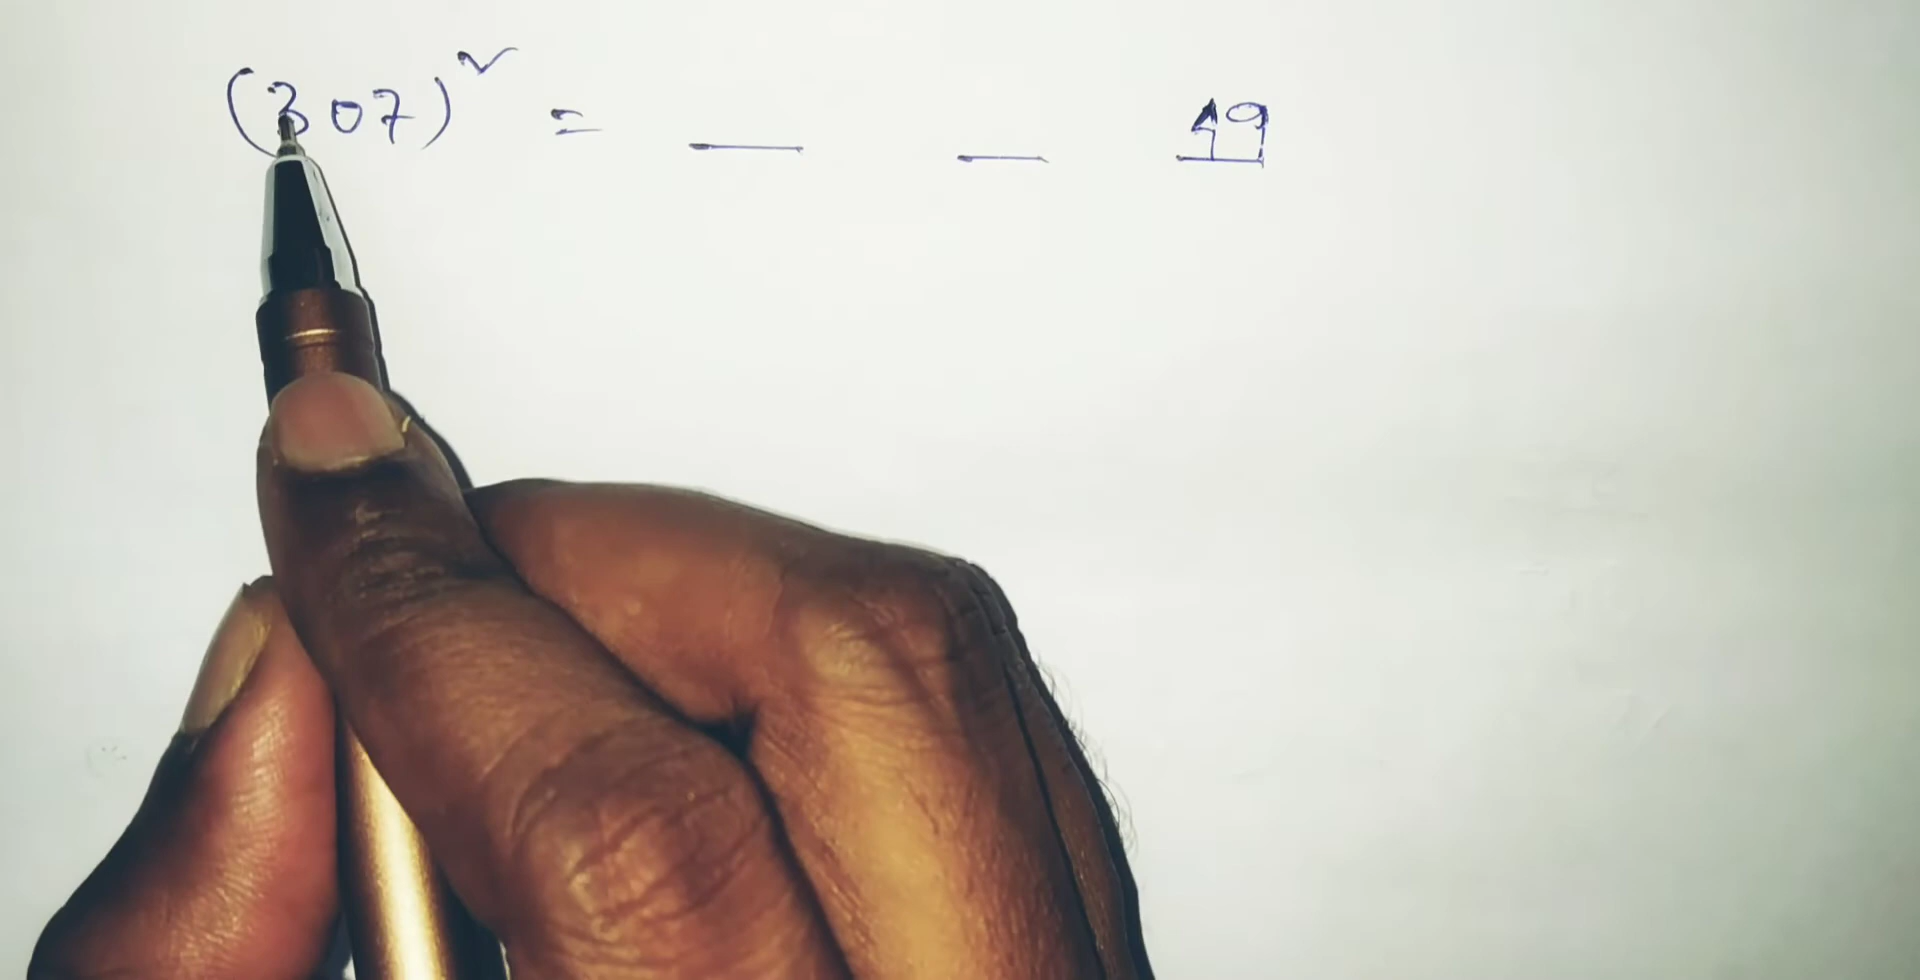 (307)² = __ __ 49